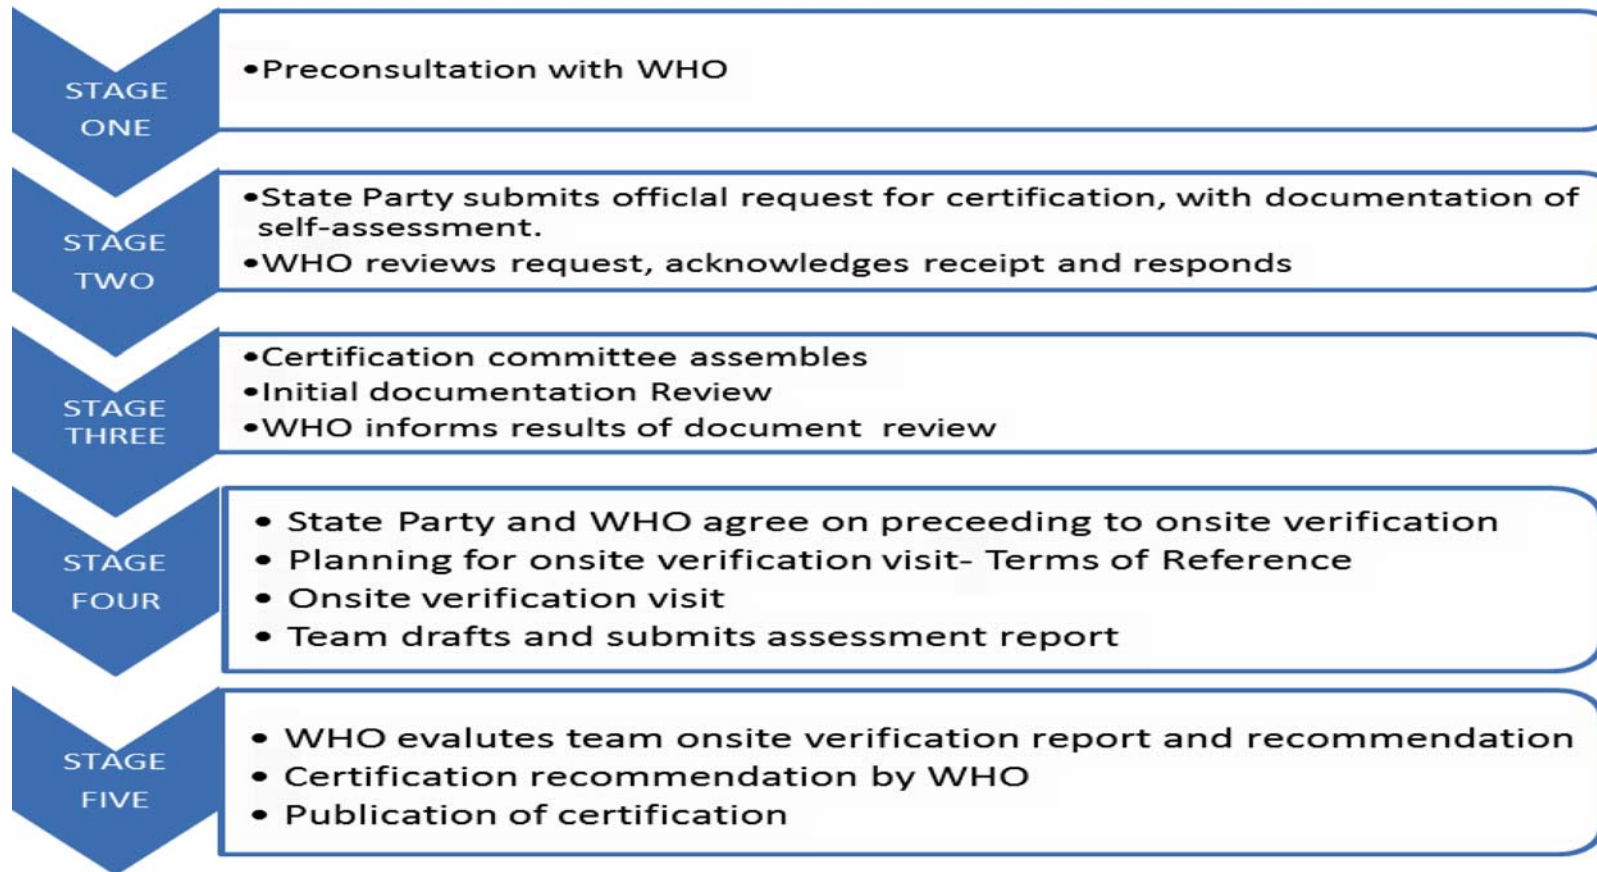 STAGE
ONE
•Preconsultation with WHO
STAGE
TWO
•State Party submits officlal request for certification, with documentation of
self-assessment.
•WHO reviews request, acknowledges receipt and responds
STAGE
THREE
•Certification committee assembles
•Initial documentation Review
•WHO informs results of document  review
STAGE
FOUR
• State Party and WHO agree on preceeding to onsite verification
• Planning for onsite verification visit- Terms of Reference
• Onsite verification visit
• Team drafts and submits assessment report
STAGE
FIVE
• WHO evalutes team onsite verification report and recommendation
• Certification recommendation by WHO
• Publication of certification